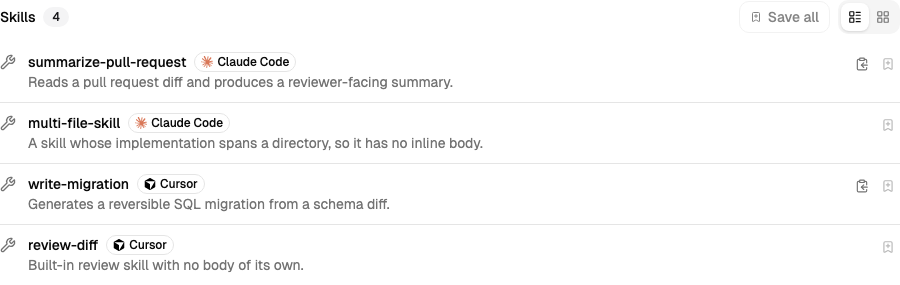 Skills 4 Save all
summarize-pull-request Claude Code
Reads a pull request diff and produces a reviewer-facing summary.
multi-file-skill Claude Code
A skill whose implementation spans a directory, so it has no inline body.
write-migration Cursor
Generates a reversible SQL migration from a schema diff.
review-diff Cursor
Built-in review skill with no body of its own.